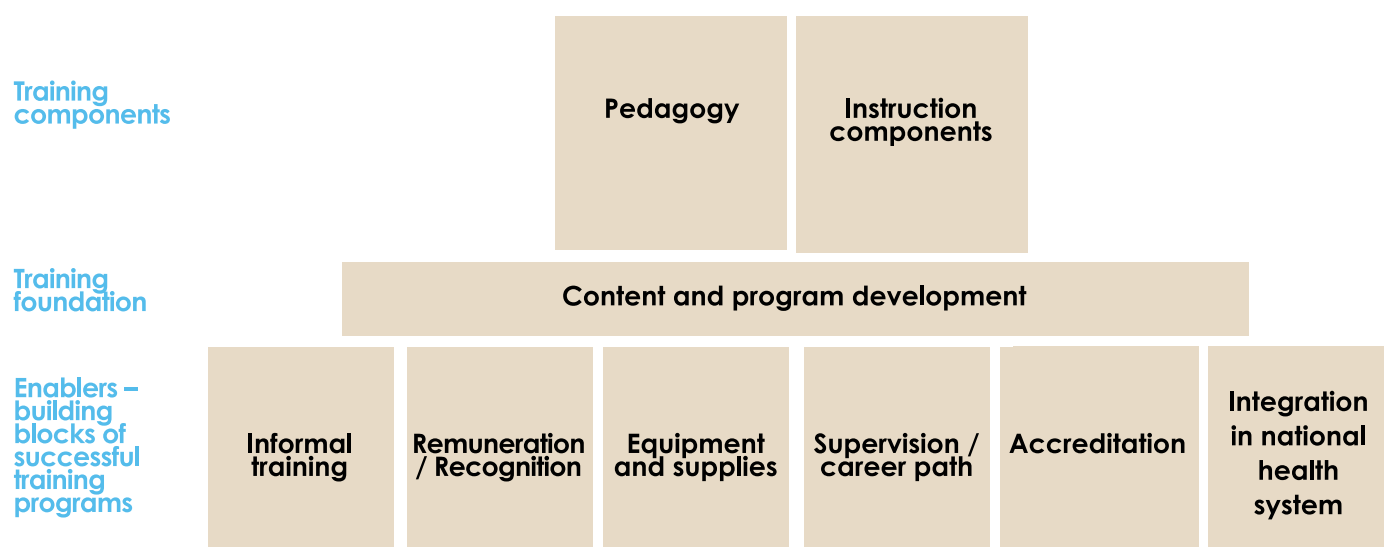 Training
components
Pedagogy
Instruction
components
Training
foundation
Content and program development
Enablers –
building
blocks of
successful
training
programs
Informal
training
Remuneration
/ Recognition
Equipment
and supplies
Supervision /
career path
Accreditation
Integration
in national
health
system